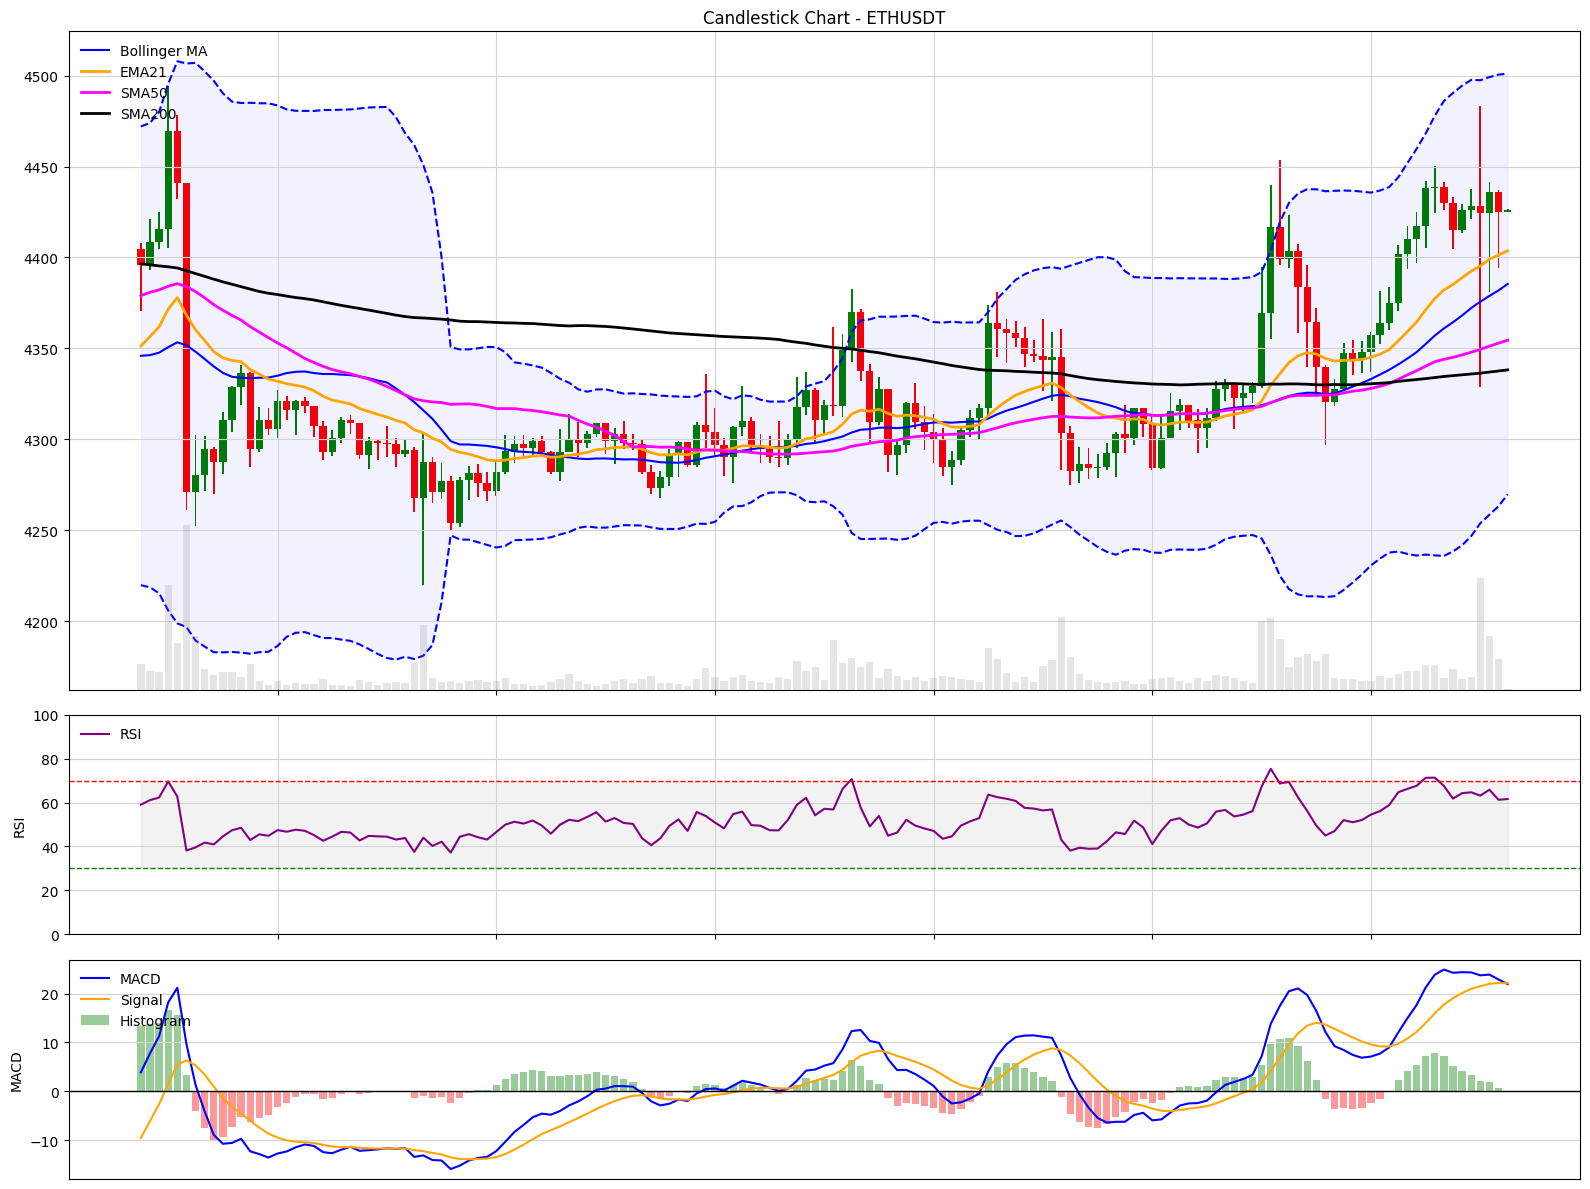 Candlestick Chart - ETHUSDT
Bollinger MA
EMA21
SMA50
SMA200
4500
4450
4400
4350
4300
4250
4200
RSI
100
80
60
40
20
0
RSI
MACD
Signal
Histogram
20
10
0
−10
MACD